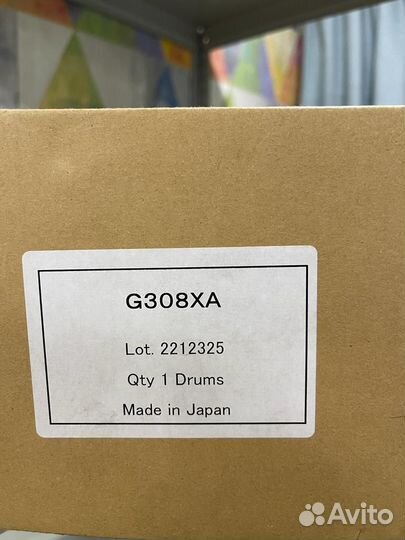 G308XA
Lot. 2212325
Qty 1 Drums
Made in Japan
Avito